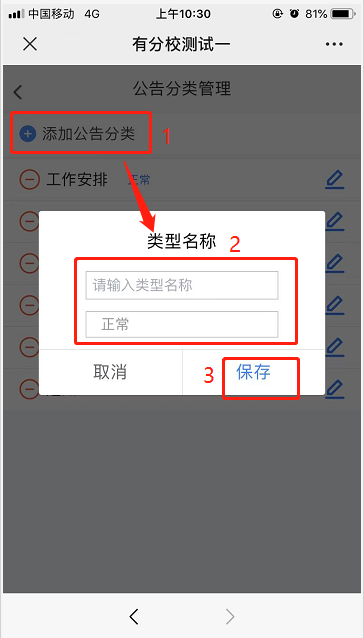 中国移动 4G 上午10:30 81%
有分校测试一
公告分类管理
添加公告分类 1
工作安排 正常
类型名称 2
请输入类型名称
正常
取消 3 保存